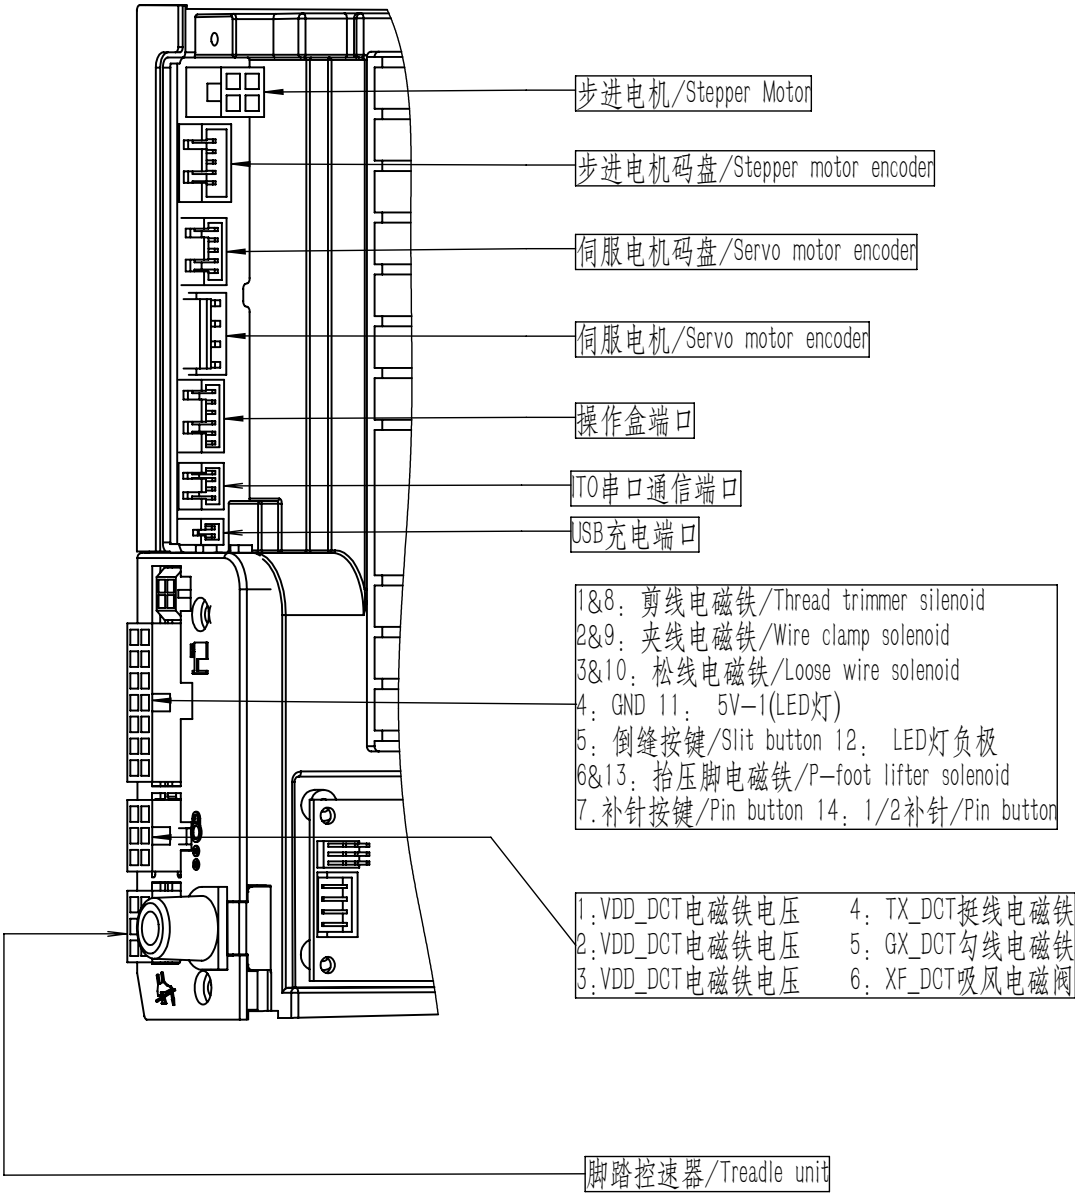 步进电机/Stepper Motor
步进电机码盘/Stepper motor encoder
伺服电机码盘/Servo motor encoder
伺服电机/Servo motor encoder
操作盒端口
ITO串口通信端口
USB充电端口
1&8: 剪线电磁铁/Thread trimmer silenoid
2&9: 夹线电磁铁/Wire clamp solenoid
3&10: 松线电磁铁/Loose wire solenoid
4: GND 11: 5V-1(LED灯)
5: 倒缝按键/Slit button 12: LED灯负极
6&13: 抬压脚电磁铁/P-foot lifter solenoid
7.补针按键/Pin button 14: 1/2补针/Pin button
1:VDD_DCT电磁铁电压 4: TX_DCT挺线电磁铁
2:VDD_DCT电磁铁电压 5: GX_DCT勾线电磁铁
3:VDD_DCT电磁铁电压 6: XF_DCT吸风电磁阀
脚踏控速器/Treadle unit